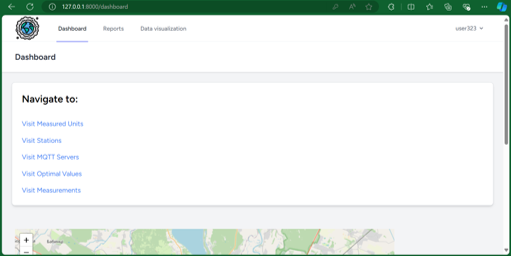 127.0.0.1:8000/dashboard
Dashboard Reports Data visualization user323
Dashboard
Navigate to:
Visit Measured Units
Visit Stations
Visit MQTT Servers
Visit Optimal Values
Visit Measurements
+
−